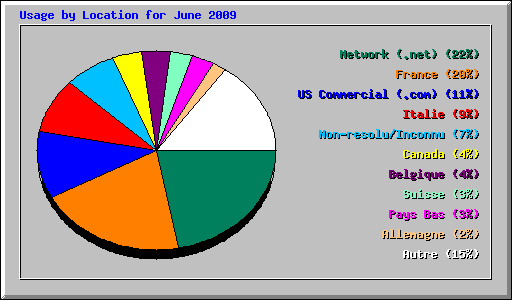 Usage by Location for June 2009
Network (.net) (22%)
France (20%)
US Commercial (.com) (11%)
Italie (9%)
Non-resolu/Inconnu (7%)
Canada (4%)
Belgique (4%)
Suisse (3%)
Pays Bas (3%)
Allemagne (2%)
Autre (15%)